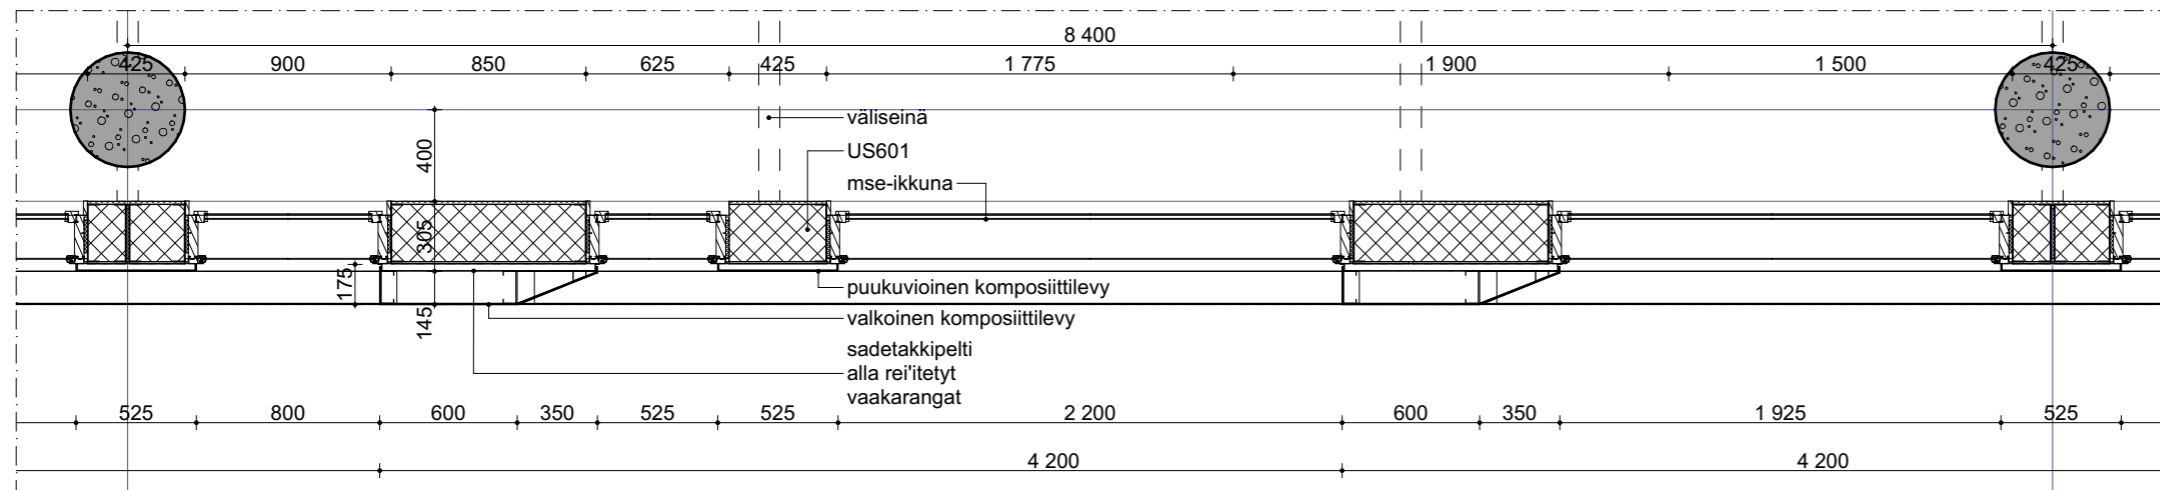 8 400
425 900 850 625 425 1 775 1 900 1 500 425
väliseinä
400
US601
mse-ikkuna
305
175
puukuvioinen komposiittilevy
145
valkoinen komposiittilevy
sadetakkipelti
alla rei'itetyt
vaakarangat
525 800 600 350 525 525 2 200 600 350 1 925 525
4 200 4 200